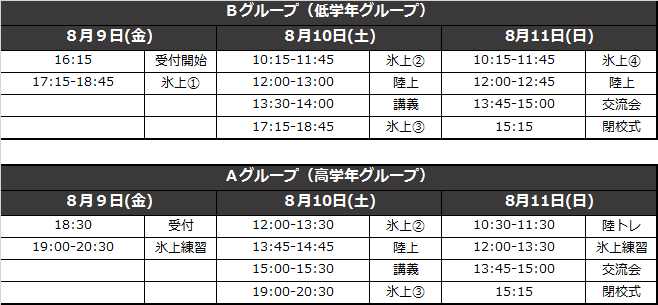 Bグループ（低学年グループ）
８月９日(金) ８月10日(土) ８月11日(日)
16:15 受付開始 10:15-11:45 氷上② 10:15-11:45 氷上④
17:15-18:45 氷上① 12:00-13:00 陸上 12:00-12:45 陸上
13:30-14:00 講義 13:45-15:00 交流会
17:15-18:45 氷上③ 15:15 閉校式
Aグループ（高学年グループ）
８月９日(金) ８月10日(土) ８月11日(日)
18:30 受付 12:00-13:30 氷上② 10:30-11:30 陸トレ
19:00-20:30 氷上練習 13:45-14:45 陸上 12:00-13:30 氷上練習
15:00-15:30 講義 13:45-15:00 交流会
19:00-20:30 氷上③ 15:15 閉校式